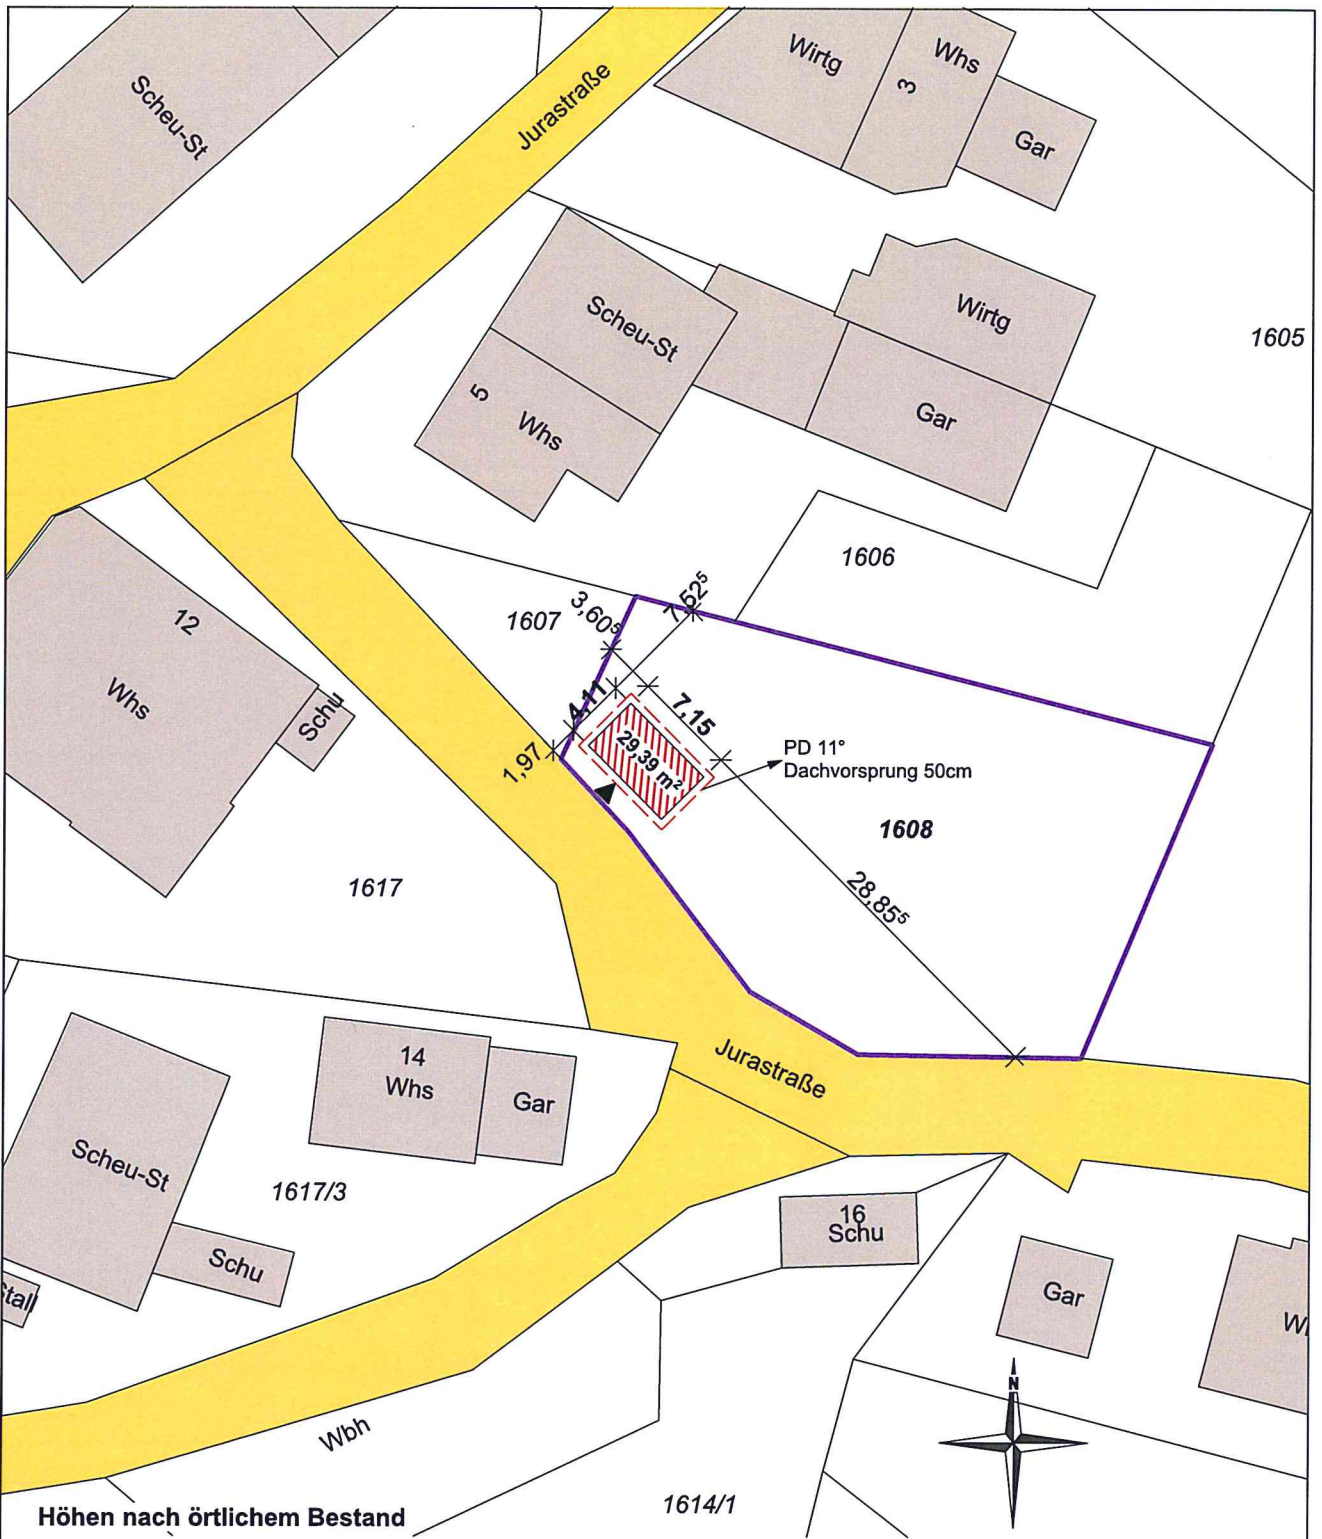 Scheu-St
Jurastraße
Wirtg
Whs
3
Gar
Scheu-St
5
Whs
Wirtg
Gar
1605
1606
1607
3,60⁵
7,52⁵
4,11
7,15
1,97
29,39 m²
PD 11°
Dachvorsprung 50cm
1608
28,85⁵
12
Whs
Schu
1617
14
Whs
Gar
Jurastraße
Scheu-St
1617/3
Schu
16
Schu
Gar
N
Wbh
1614/1
Höhen nach örtlichem Bestand